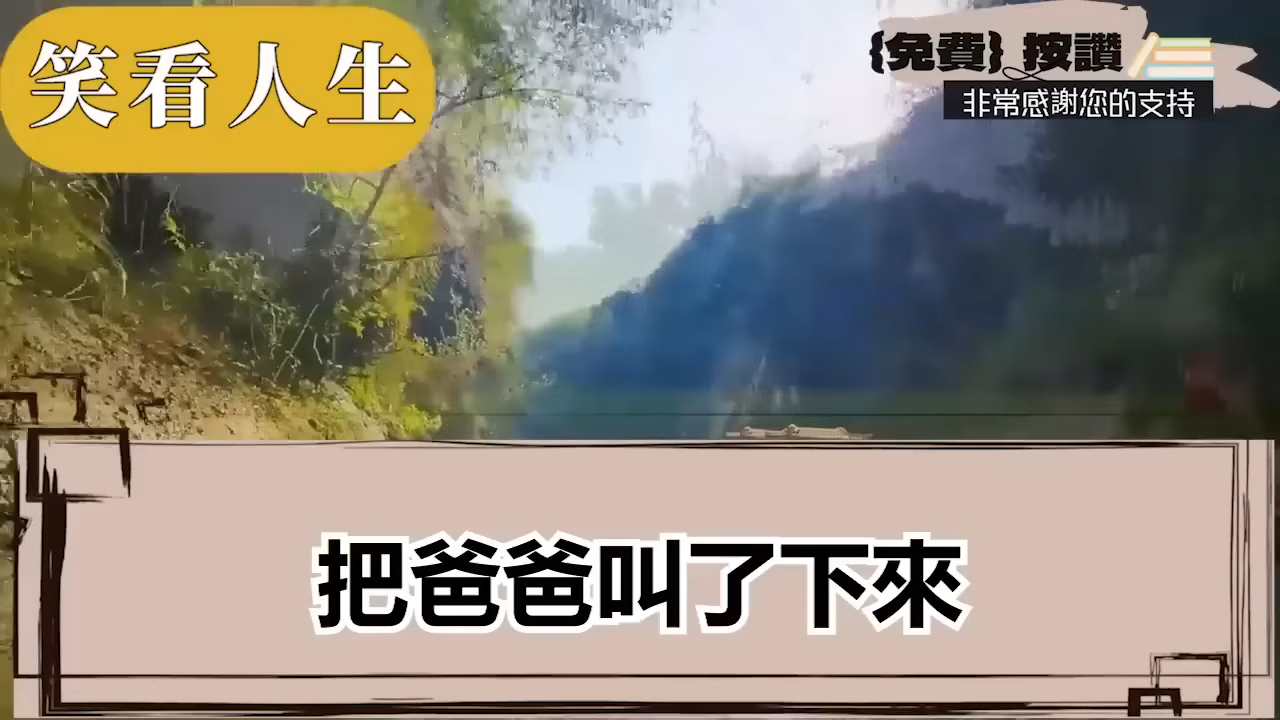 笑看人生
{免費} 按讚
非常感謝您的支持
把爸爸叫了下來